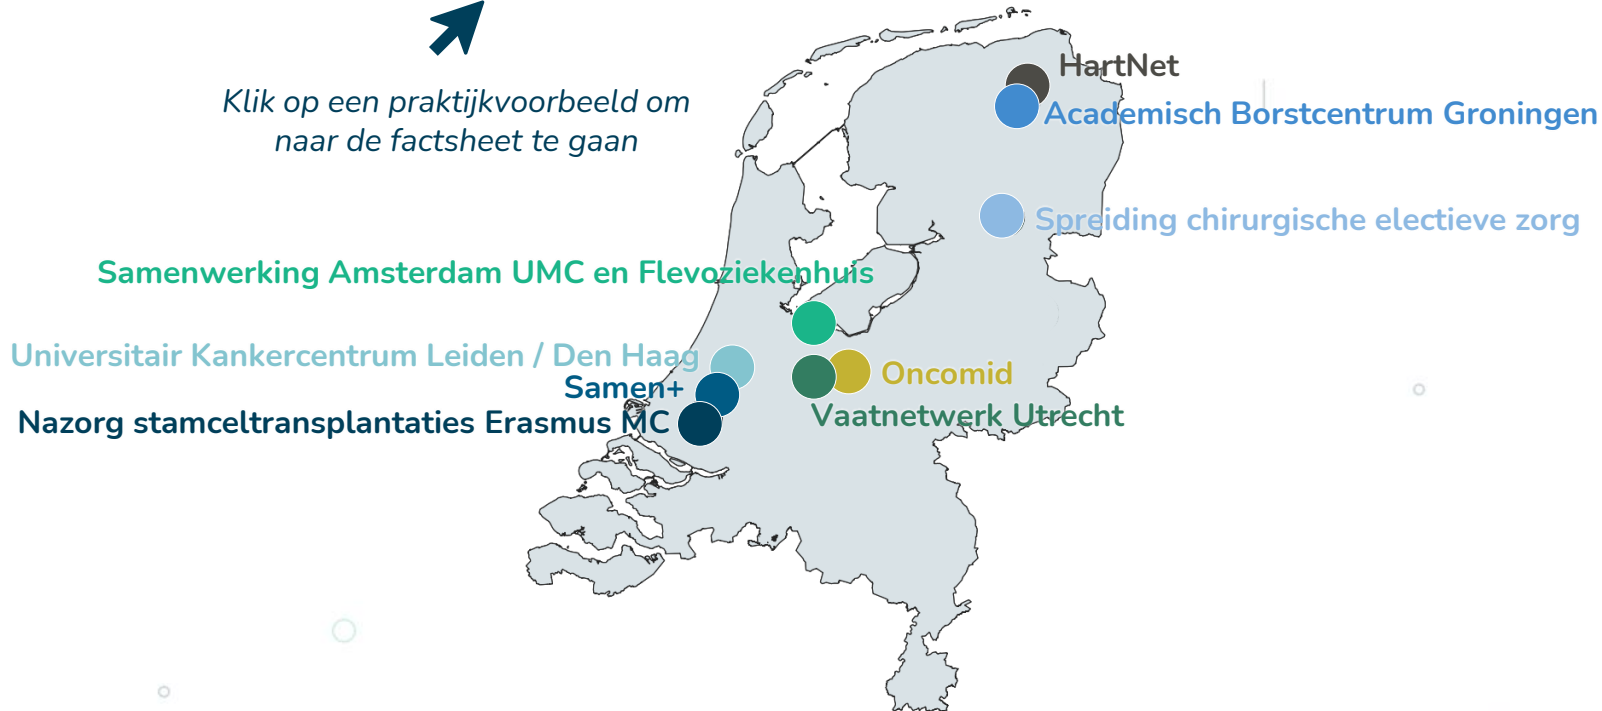 Klik op een praktijkvoorbeeld om
naar de factsheet te gaan
HartNet
Academisch Borstcentrum Groningen
Spreiding chirurgische electieve zorg
Samenwerking Amsterdam UMC en Flevoziekenhuis
Universitair Kankercentrum Leiden / Den Haag
Oncomid
Samen+
Vaatnetwerk Utrecht
Nazorg stamceltransplantaties Erasmus MC